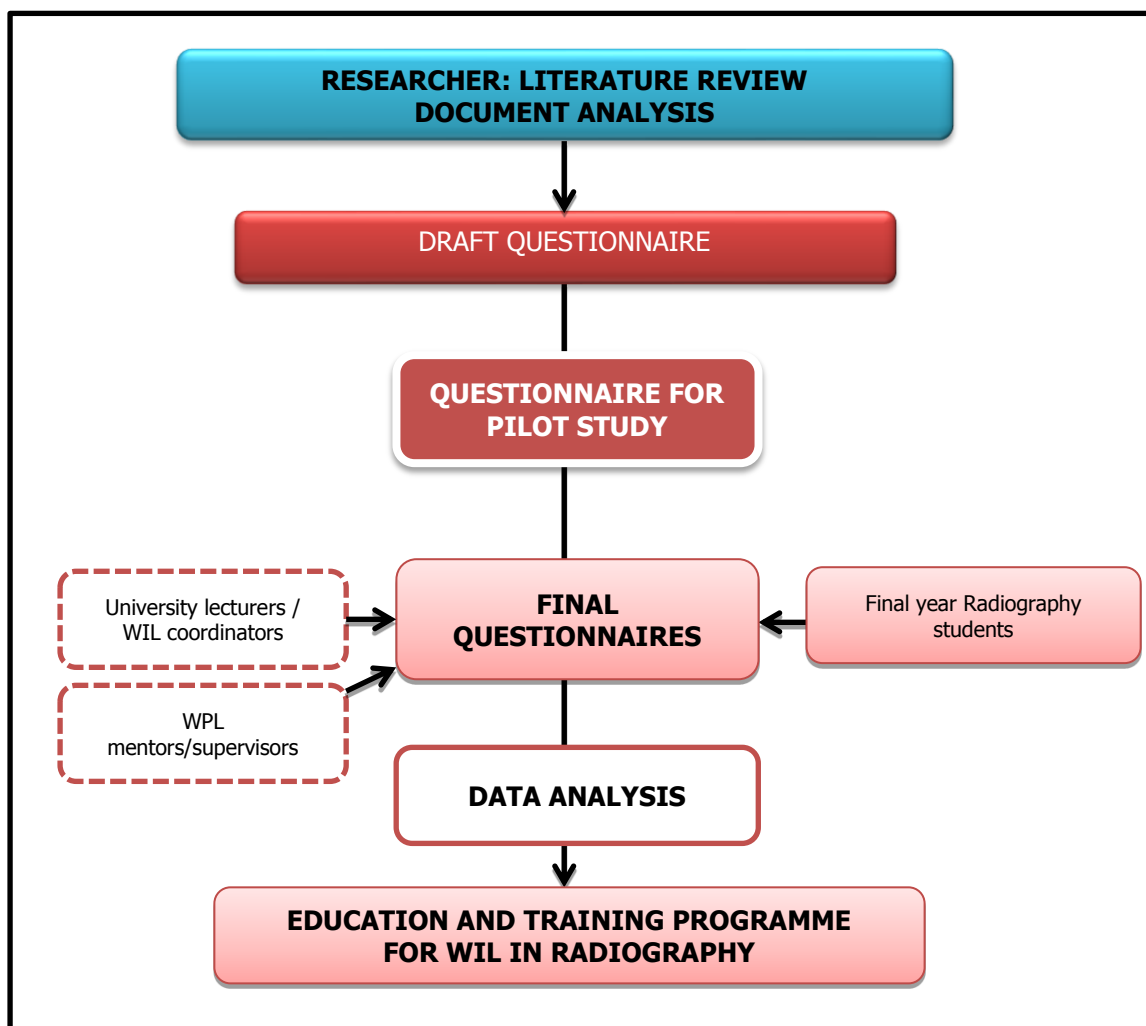 RESEARCHER: LITERATURE REVIEW
DOCUMENT ANALYSIS
DRAFT QUESTIONNAIRE
QUESTIONNAIRE FOR
PILOT STUDY
University lecturers /
WIL coordinators
FINAL
QUESTIONNAIRES
Final year Radiography
students
WPL
mentors/supervisors
DATA ANALYSIS
EDUCATION AND TRAINING PROGRAMME
FOR WIL IN RADIOGRAPHY